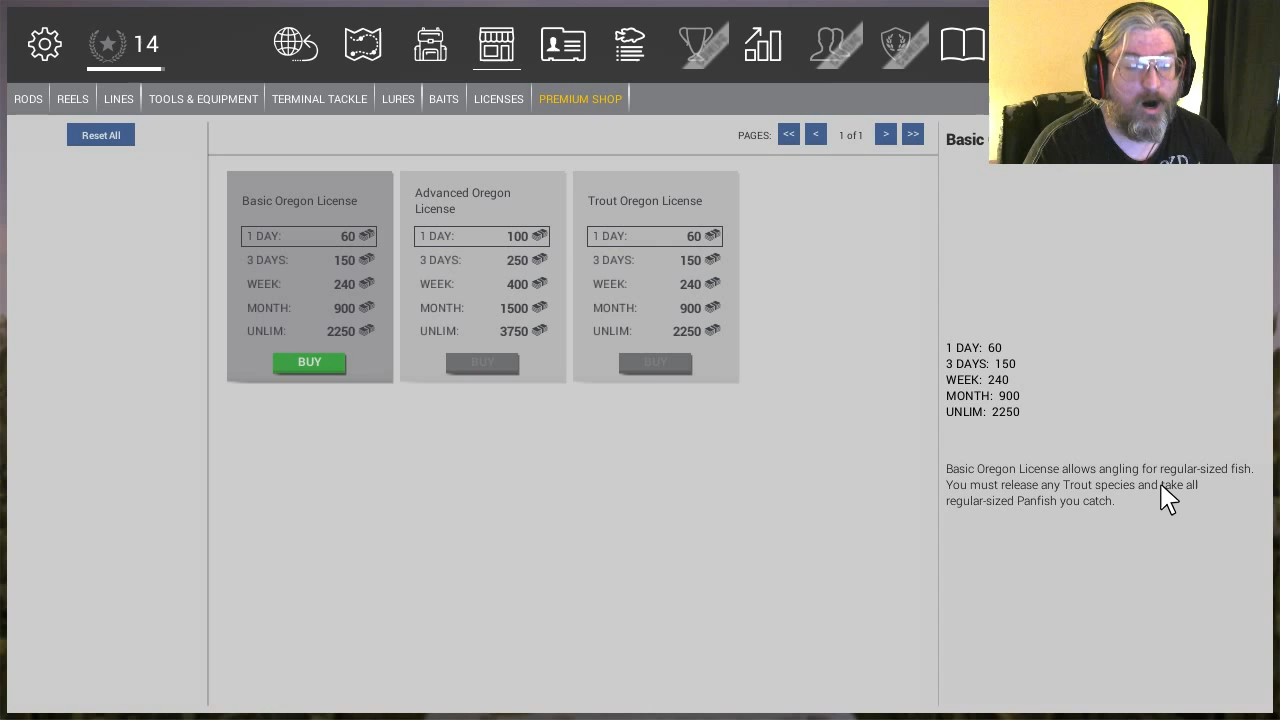 14
RODS REELS LINES TOOLS & EQUIPMENT TERMINAL TACKLE LURES BAITS LICENSES PREMIUM SHOP
Reset All
PAGES: << < 1 of 1 > >>
Basic
Basic Oregon License
1 DAY: 60
3 DAYS: 150
WEEK: 240
MONTH: 900
UNLIM: 2250
BUY
Advanced Oregon
License
1 DAY: 100
3 DAYS: 250
WEEK: 400
MONTH: 1500
UNLIM: 3750
BUY
Trout Oregon License
1 DAY: 60
3 DAYS: 150
WEEK: 240
MONTH: 900
UNLIM: 2250
BUY
1 DAY: 60
3 DAYS: 150
WEEK: 240
MONTH: 900
UNLIM: 2250
Basic Oregon License allows angling for regular-sized fish.
You must release any Trout species and take all
regular-sized Panfish you catch.